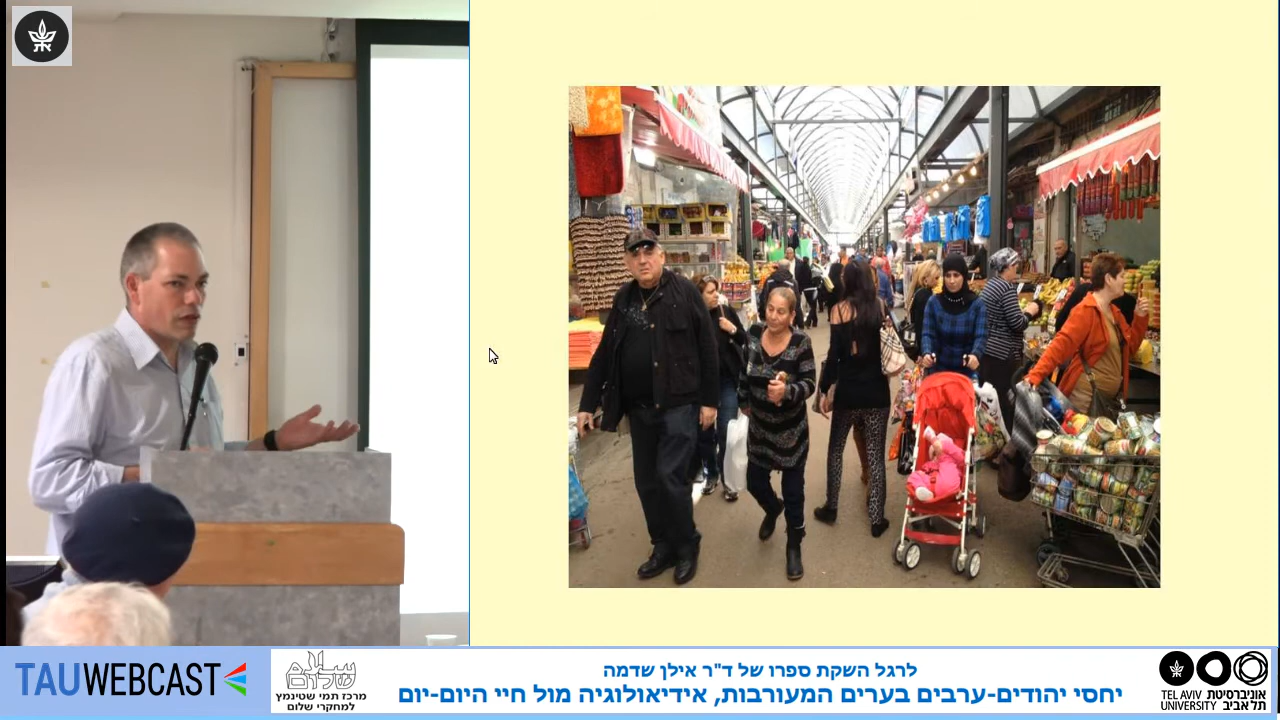 לרגל השקת ספרו של ד"ר אילן שדמה
יחסי יהודים-ערבים בערים המעורבות, אידיאולוגיה מול חיי היום-יום
TAUWEBCAST
שלום
מרכז תמי שטינמץ
למחקרי שלום
TEL AVIV אוניברסיטת
UNIVERSITY תל אביב